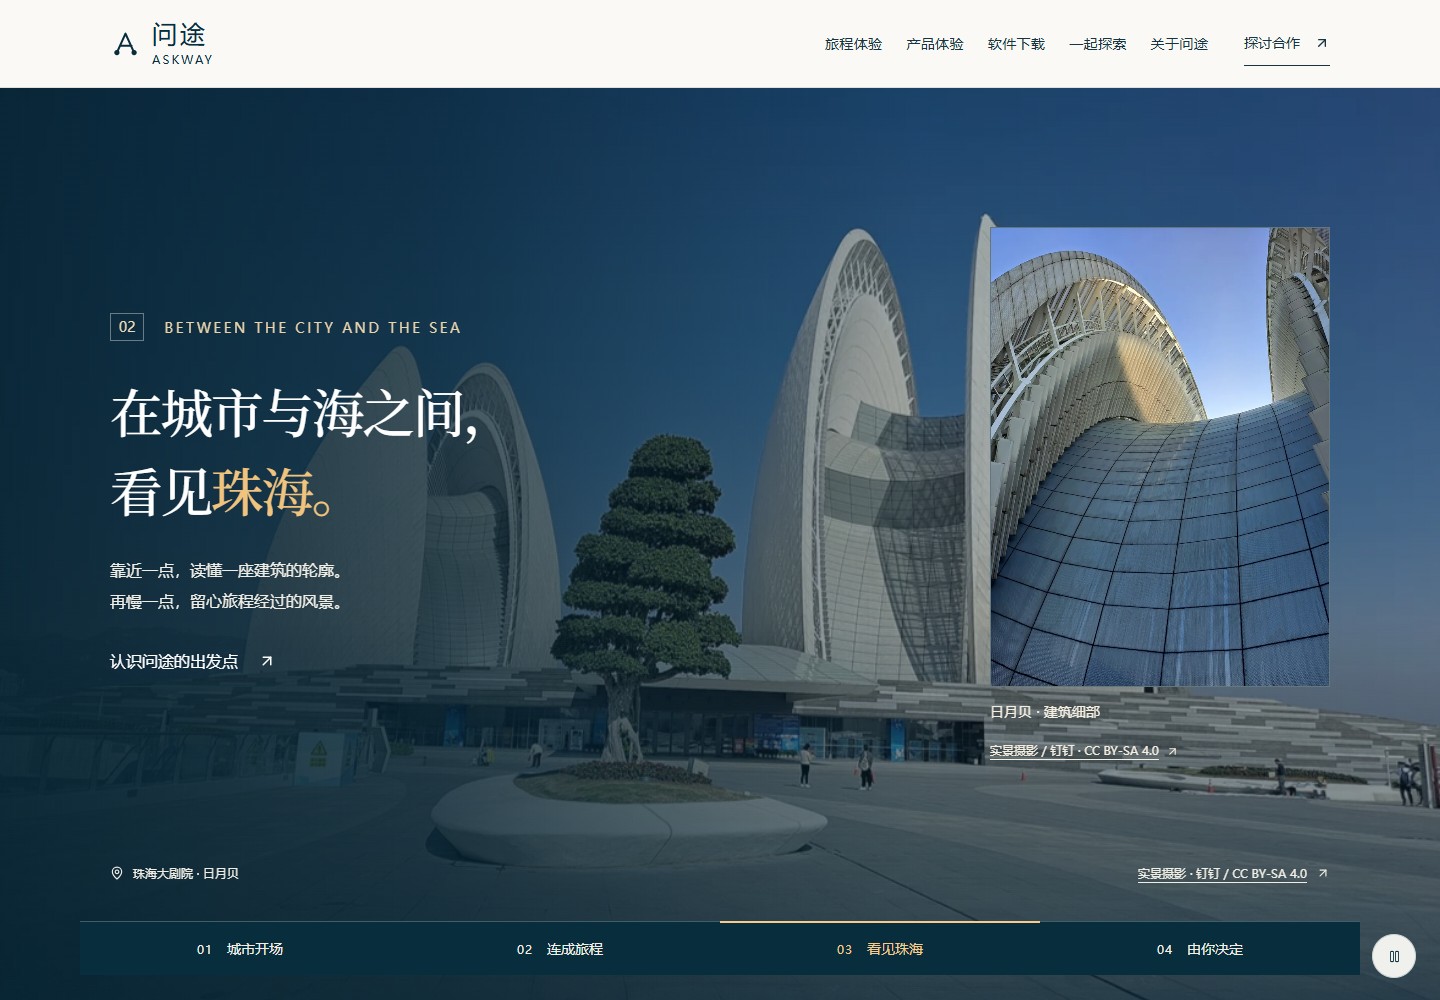 问途
ASKWAY
旅程体验
产品体验
软件下载
一起探索
关于问途
探讨合作
02
BETWEEN THE CITY AND THE SEA
在城市与海之间，
看见珠海。
靠近一点，读懂一座建筑的轮廓。
再慢一点，留心旅程经过的风景。
认识问途的出发点
日月贝 · 建筑细部
实景摄影 / 钉钉 · CC BY-SA 4.0
珠海大剧院 · 日月贝
实景摄影 · 钉钉 / CC BY-SA 4.0
01 城市开场
02 连成旅程
03 看见珠海
04 由你决定